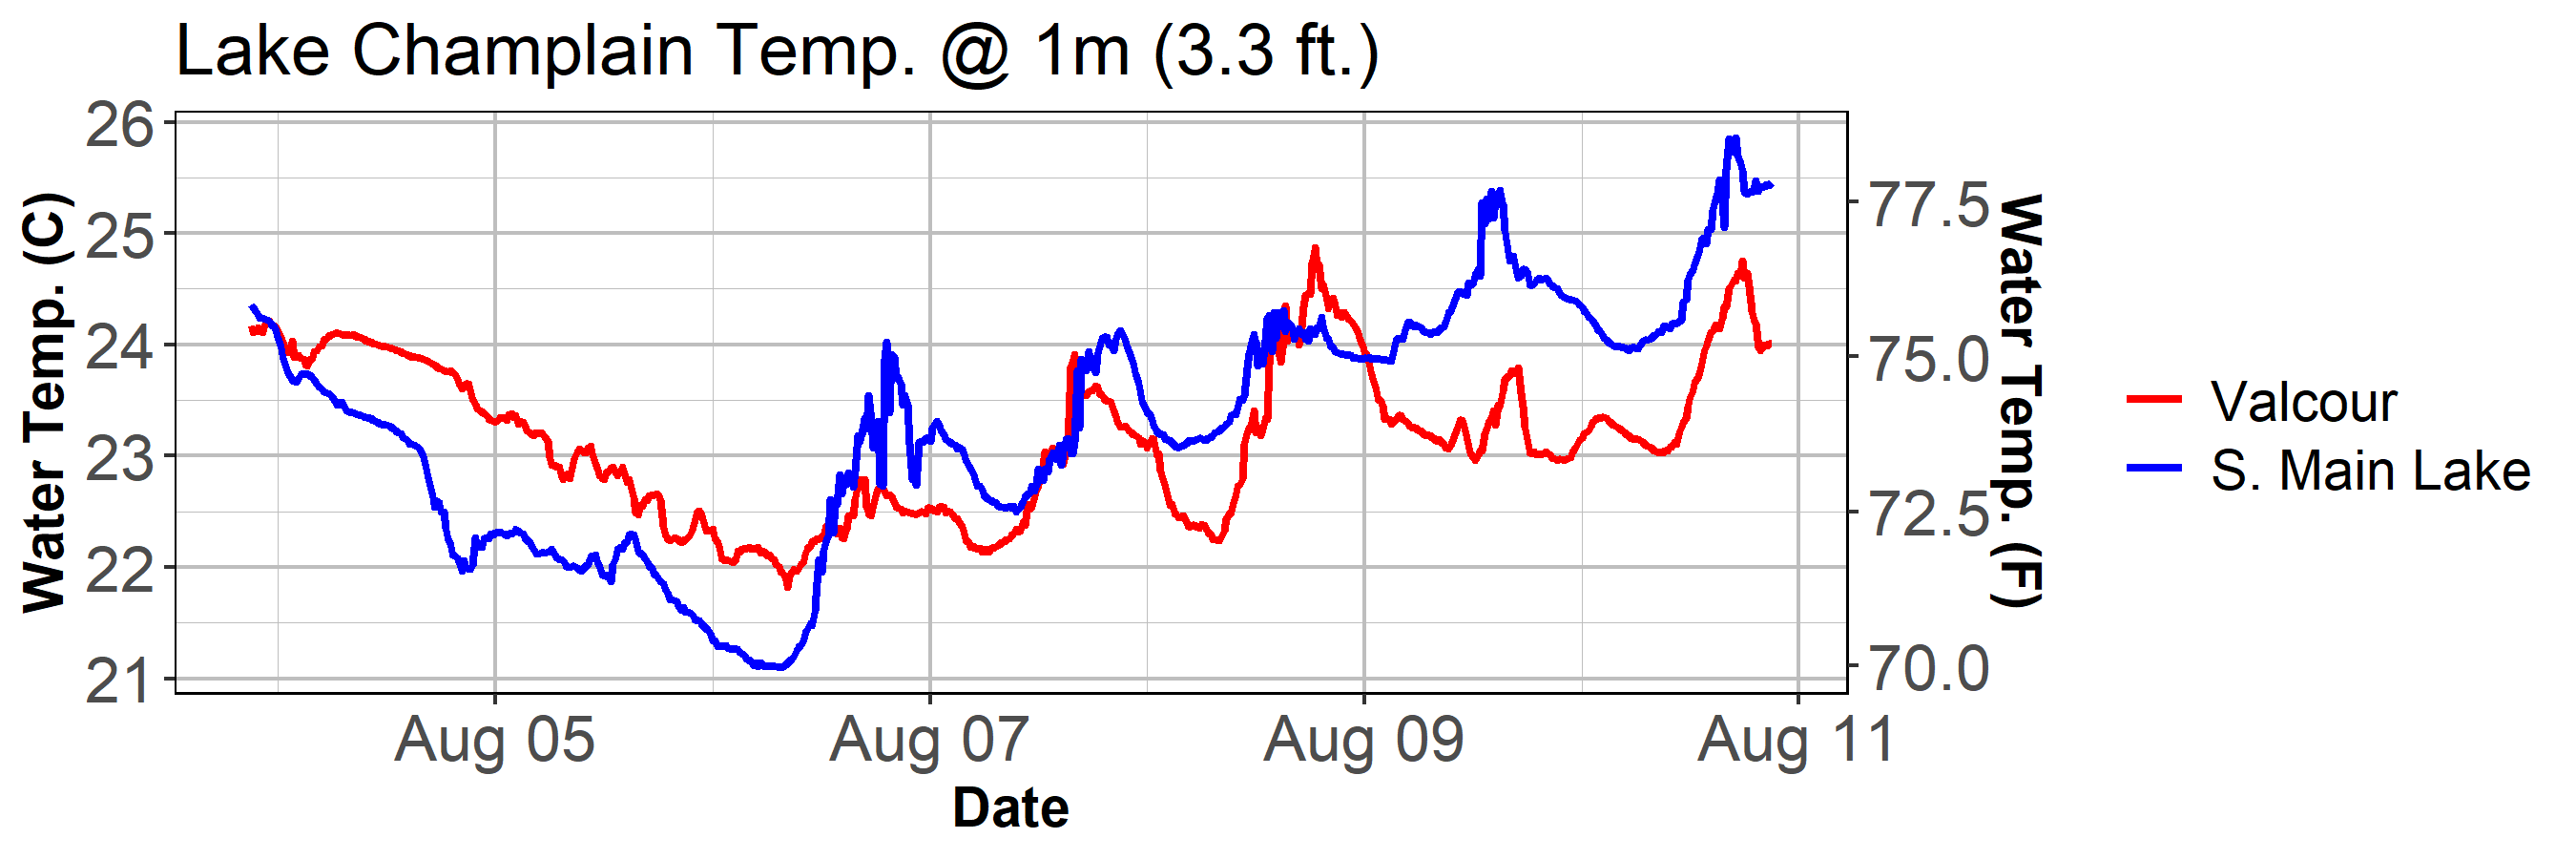 Lake Champlain Temp. @ 1m (3.3 ft.)
26
25
24
23
22
21
Water Temp. (C)
77.5
75.0
72.5
70.0
Water Temp. (F)
Aug 05
Aug 07
Aug 09
Aug 11
Date
Valcour
S. Main Lake